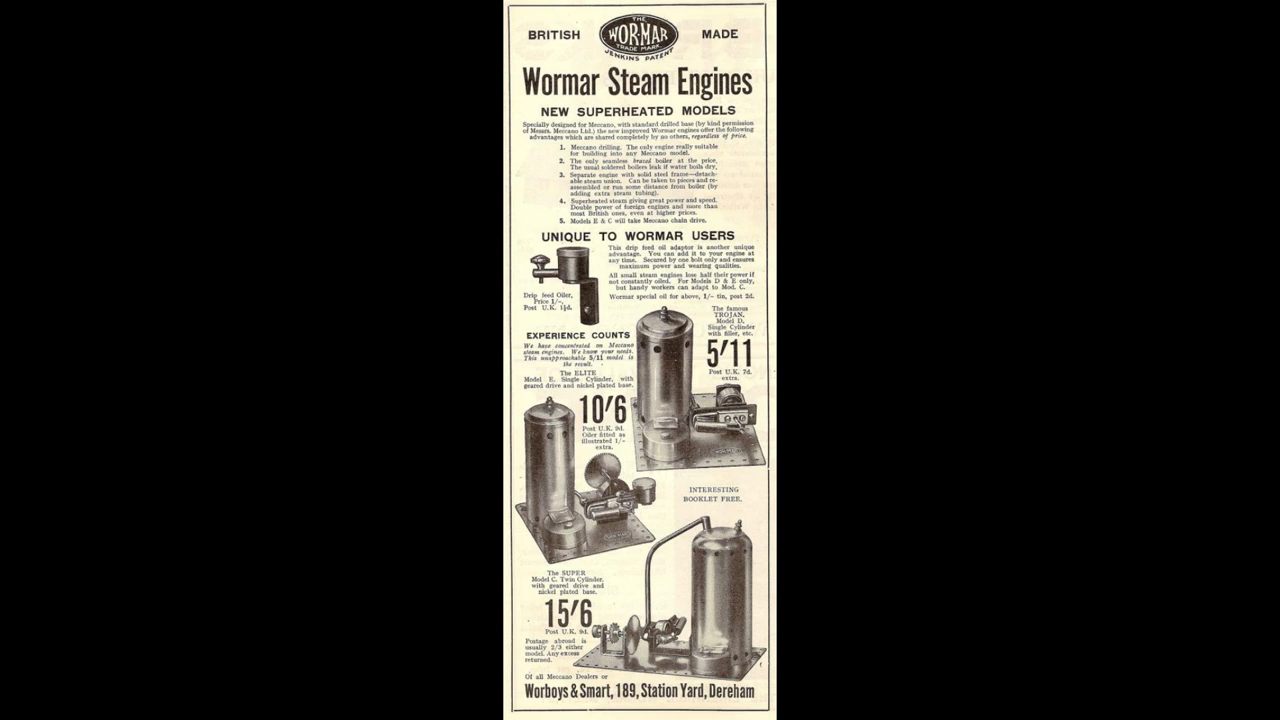 BRITISH
THE
WOR-MAR
TRADE MARK
JENKINS PATENT
MADE
Wormar Steam Engines
NEW SUPERHEATED MODELS
Specially designed for Meccano, with standard drilled base (by kind permission
of Messrs. Meccano Ltd.) the new improved Wormar engines offer the following
advantages which are shared completely by no others, regardless of price.
1. Meccano drilling. The only engine really suitable
for building into any Meccano model.
2. The only seamless brazed boiler at the price.
The usual soldered boilers leak if water boils dry.
3. Separate engine with solid steel frame—detach-
able steam union. Can be taken to pieces and re-
assembled or run some distance from boiler (by
adding extra steam tubing).
4. Superheated steam giving great power and speed.
Double power of foreign engines and more than
most British ones, even at higher prices.
5. Models E & C will take Meccano chain drive.
UNIQUE TO WORMAR USERS
This drip feed oil adaptor is another unique
advantage. You can add it to your engine at
any time. Secured by one bolt only and ensures
maximum power and wearing qualities.
All small steam engines lose half their power if
not constantly oiled. For Models D & E only,
but handy workers can adapt to Mod. C.
Wormar special oil for above, 1/- tin, post 2d.
Drip feed Oiler,
Price 1/-,
Post U.K. 1½d.
The famous
TROJAN,
Model D,
Single Cylinder
with filler, etc.
5/11
Post U.K. 7d.
extra.
EXPERIENCE COUNTS
We have concentrated on Meccano
steam engines. We know your needs.
This unapproachable 5/11 model is
the result.
The ELITE
Model E. Single Cylinder, with
geared drive and nickel plated base.
10/6
Post U.K. 9d.
Oiler fitted as
illustrated 1/-
extra.
INTERESTING
BOOKLET FREE.
The SUPER
Model C. Twin Cylinder,
with geared drive and
nickel plated base.
15/6
Post U.K. 9d.
Postage abroad is
usually 2/3 either
model. Any excess
returned.
Of all Meccano Dealers or
Worboys & Smart, 189, Station Yard, Dereham